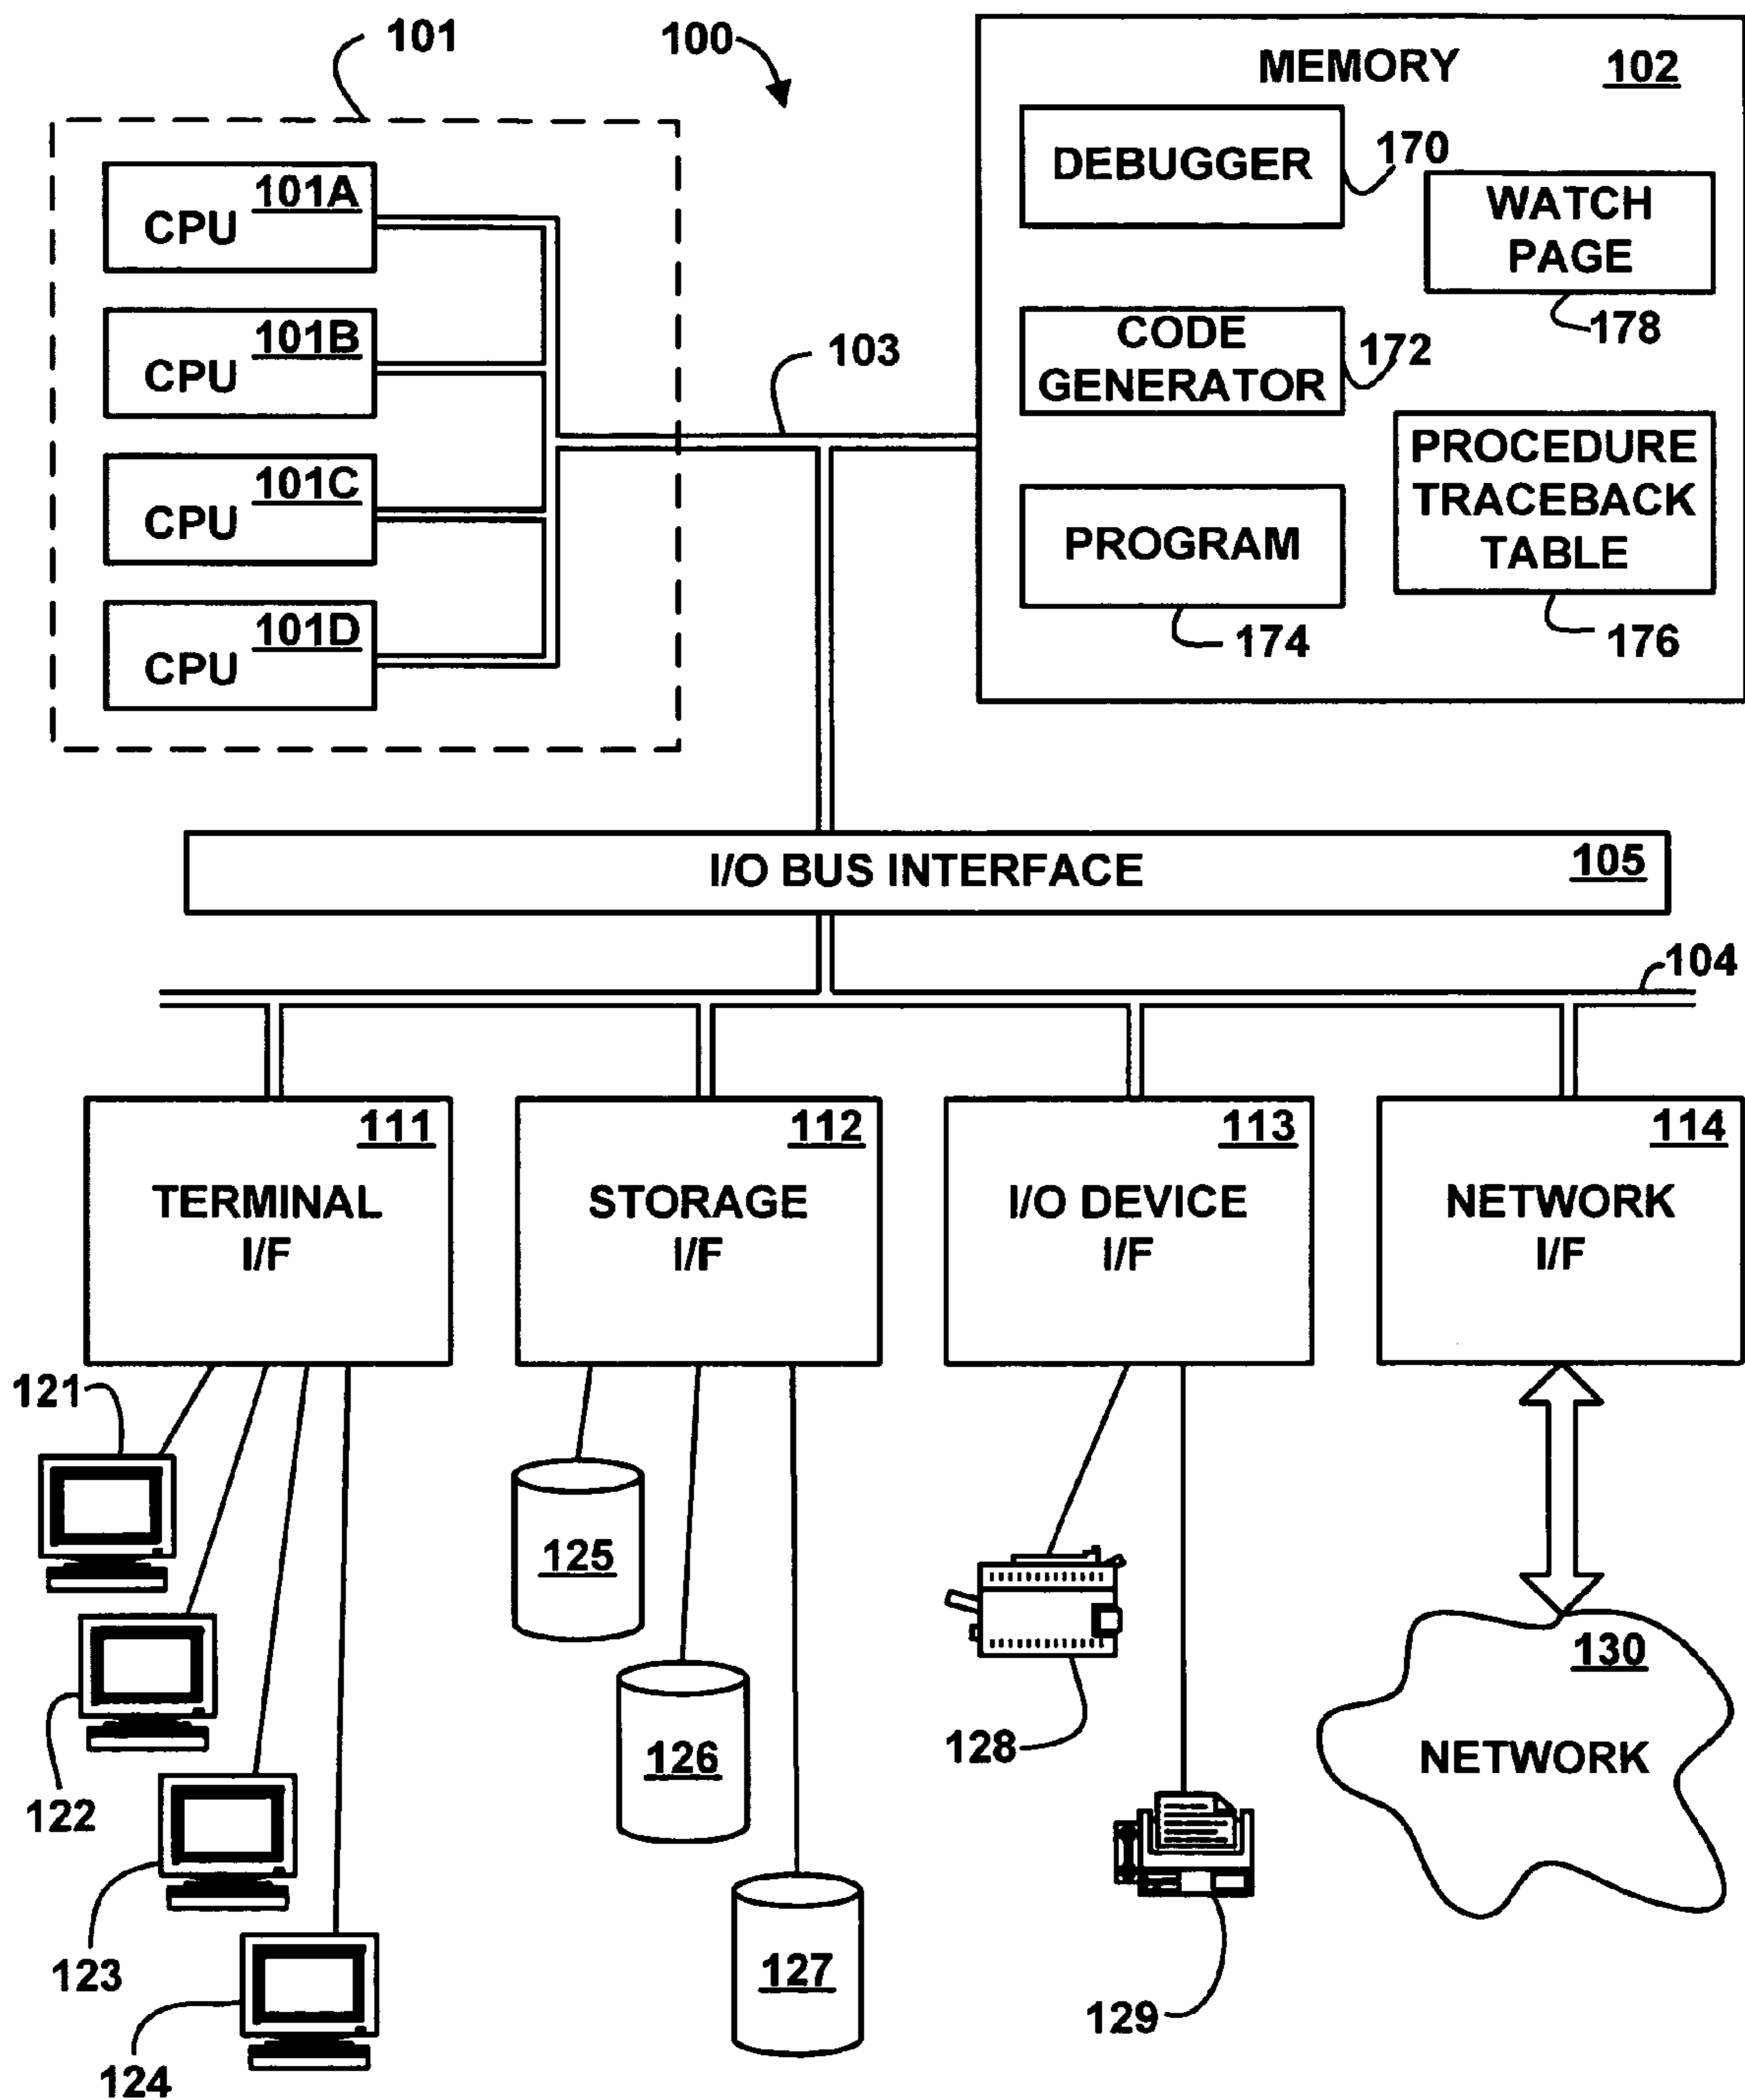 101
100
MEMORY 102
101A
CPU
101B
CPU
101C
CPU
101D
CPU
103
DEBUGGER
170
WATCH
PAGE
178
CODE
GENERATOR
172
PROCEDURE
TRACEBACK
TABLE
176
PROGRAM
174
I/O BUS INTERFACE 105
104
111
TERMINAL
I/F
112
STORAGE
I/F
113
I/O DEVICE
I/F
114
NETWORK
I/F
121
122
123
124
125
126
127
128
129
130
NETWORK